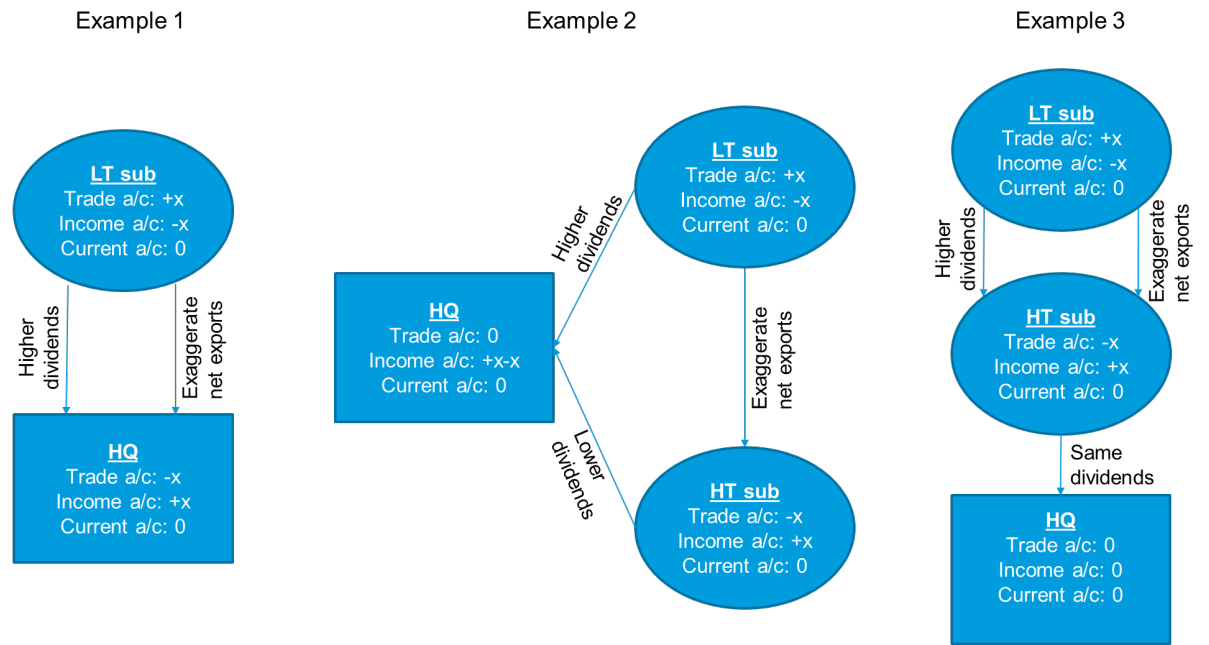 Example 1
LT sub
Trade a/c: +x
Income a/c: -x
Current a/c: 0
Higher
dividends
Exaggerate
net exports
HQ
Trade a/c: -x
Income a/c: +x
Current a/c: 0
Example 2
LT sub
Trade a/c: +x
Income a/c: -x
Current a/c: 0
Higher
dividends
HQ
Trade a/c: 0
Income a/c: +x-x
Current a/c: 0
Exaggerate
net exports
Lower
dividends
HT sub
Trade a/c: -x
Income a/c: +x
Current a/c: 0
Example 3
LT sub
Trade a/c: +x
Income a/c: -x
Current a/c: 0
Higher
dividends
Exaggerate
net exports
HT sub
Trade a/c: -x
Income a/c: +x
Current a/c: 0
Same
dividends
HQ
Trade a/c: 0
Income a/c: 0
Current a/c: 0